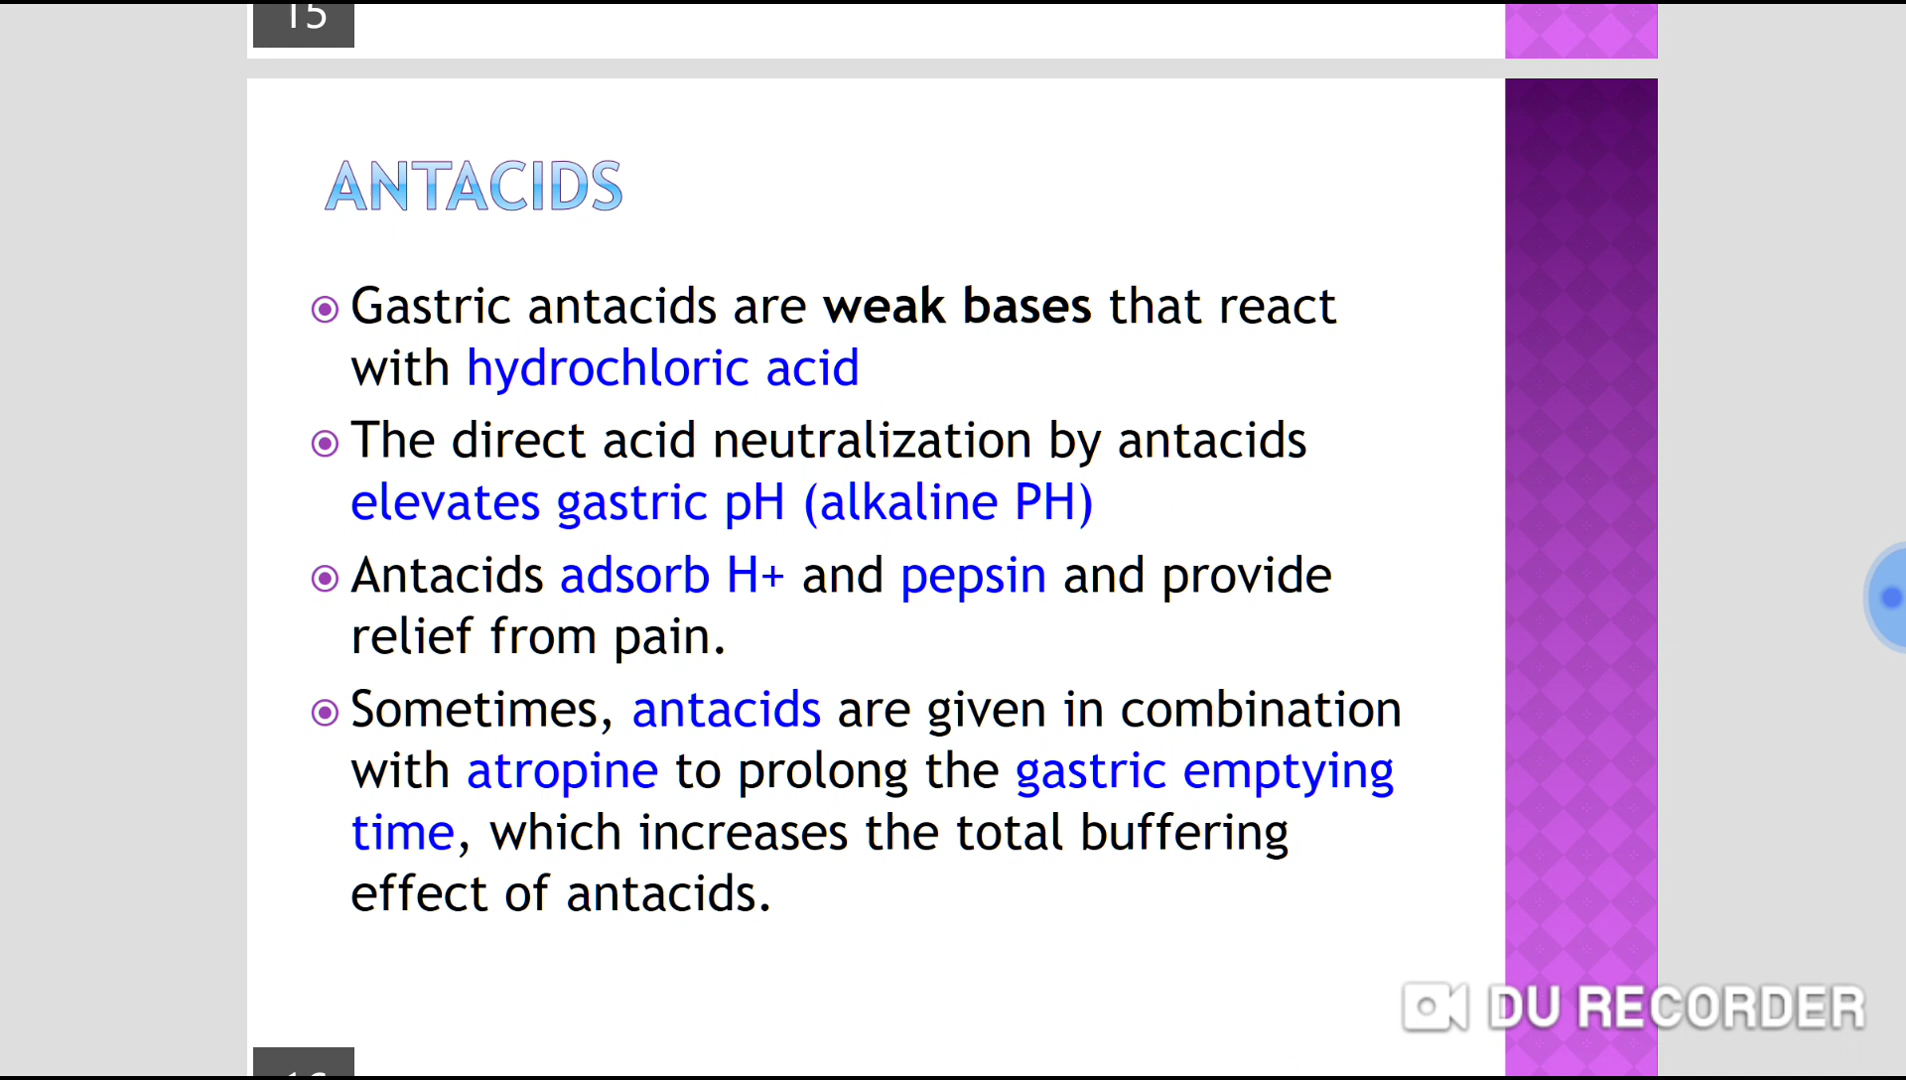 15
ANTACIDS
Gastric antacids are weak bases that react
with hydrochloric acid
The direct acid neutralization by antacids
elevates gastric pH (alkaline PH)
Antacids adsorb H+ and pepsin and provide
relief from pain.
Sometimes, antacids are given in combination
with atropine to prolong the gastric emptying
time, which increases the total buffering
effect of antacids.
DU RECORDER